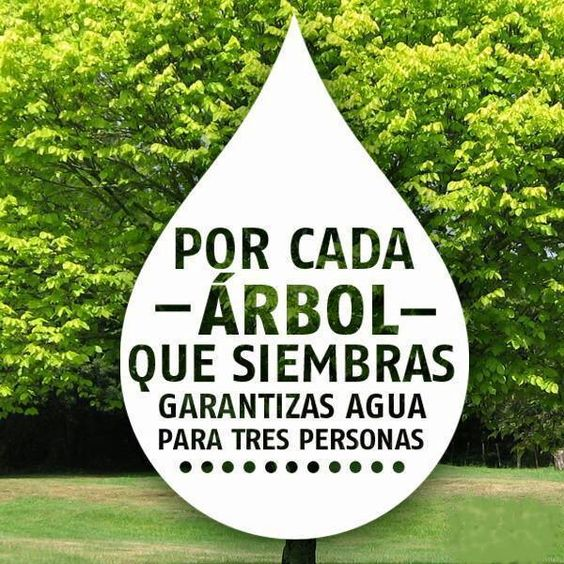 POR CADA
–ÁRBOL–
QUE SIEMBRAS
GARANTIZAS AGUA
PARA TRES PERSONAS